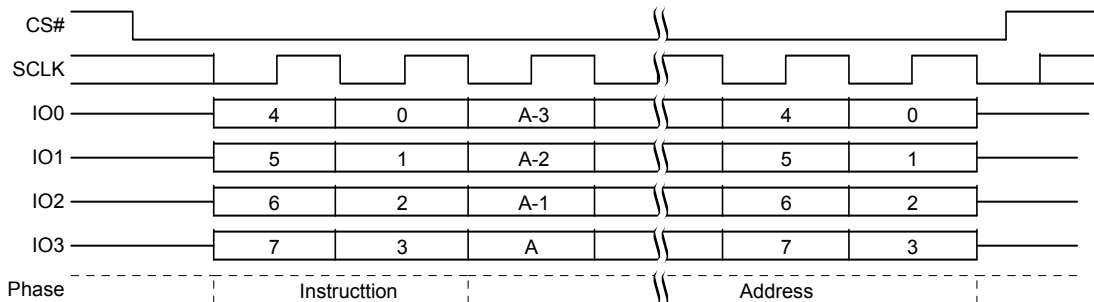 CS#
SCLK
IO0 4 0 A-3 4 0
IO1 5 1 A-2 5 1
IO2 6 2 A-1 6 2
IO3 7 3 A 7 3
Phase Instructtion Address